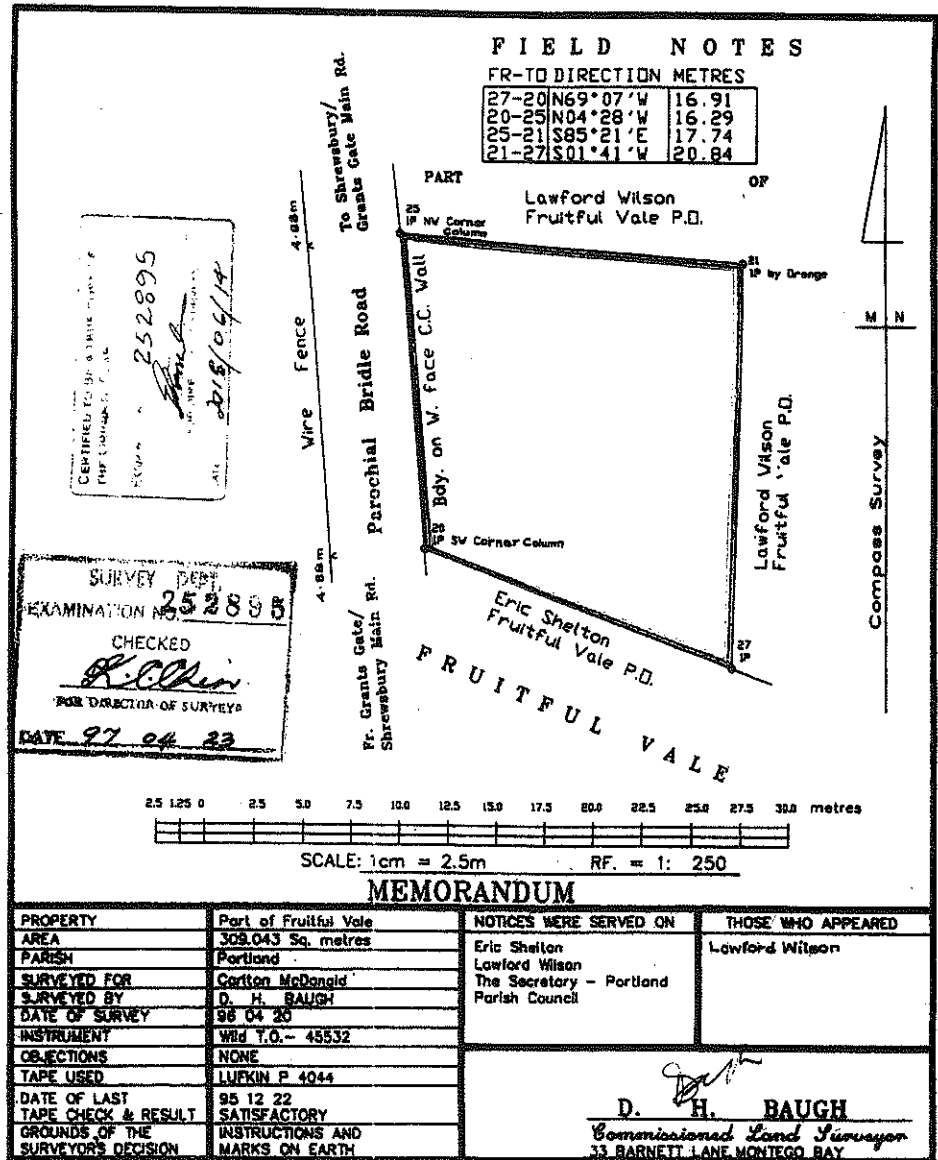 FIELD NOTES
FR-TO DIRECTION METRES
27-20 N69°07'W 16.91
20-25 N04°28'W 16.29
25-21 S85°21'E 17.74
21-27 S01°41'W 20.84
PART OF
Lawford Wilson
Fruitful Vale P.O.
To Shrewsbury/
Grants Gate Main Rd.
25
IP NW Corner
Column
21
IP by Orange
4.88m
Wire Fence
Parochial Bridle Road
Bdy. on W. face C.C. Wall
M N
Compass Survey
Lawford Wilson
Fruitful Vale P.O.
CERTIFIED TO BE A TRUE
252895
2018/06/14
4.88m
IP SW Corner Column
Eric Shelton
Fruitful Vale P.O.
27
IP
Fr. Grants Gate/
Shrewsbury Main Rd.
FRUITFUL VALE
SURVEY DEPT.
EXAMINATION NO.
CHECKED
FOR DIRECTOR OF SURVEYS
DATE 97 04 23
2.5 1.25 0 2.5 5.0 7.5 10.0 12.5 15.0 17.5 20.0 22.5 25.0 27.5 30.0 metres
SCALE: 1cm = 2.5m RF. = 1: 250
MEMORANDUM
PROPERTY Part of Fruitful Vale
AREA 309.043 Sq. metres
PARISH Portland
SURVEYED FOR Carlton McDonald
SURVEYED BY D. H. BAUGH
DATE OF SURVEY 96 04 20
INSTRUMENT Wild T.O.- 45532
OBJECTIONS NONE
TAPE USED LUFKIN P 4044
DATE OF LAST 95 12 22
TAPE CHECK & RESULT SATISFACTORY
GROUNDS OF THE INSTRUCTIONS AND
SURVEYOR'S DECISION MARKS ON EARTH
NOTICES WERE SERVED ON
Eric Shelton
Lawford Wilson
The Secretary - Portland
Parish Council
THOSE WHO APPEARED
Lawford Wilson
D. H. BAUGH
Commissioned Land Surveyor
33 BARNETT LANE MONTEGO BAY